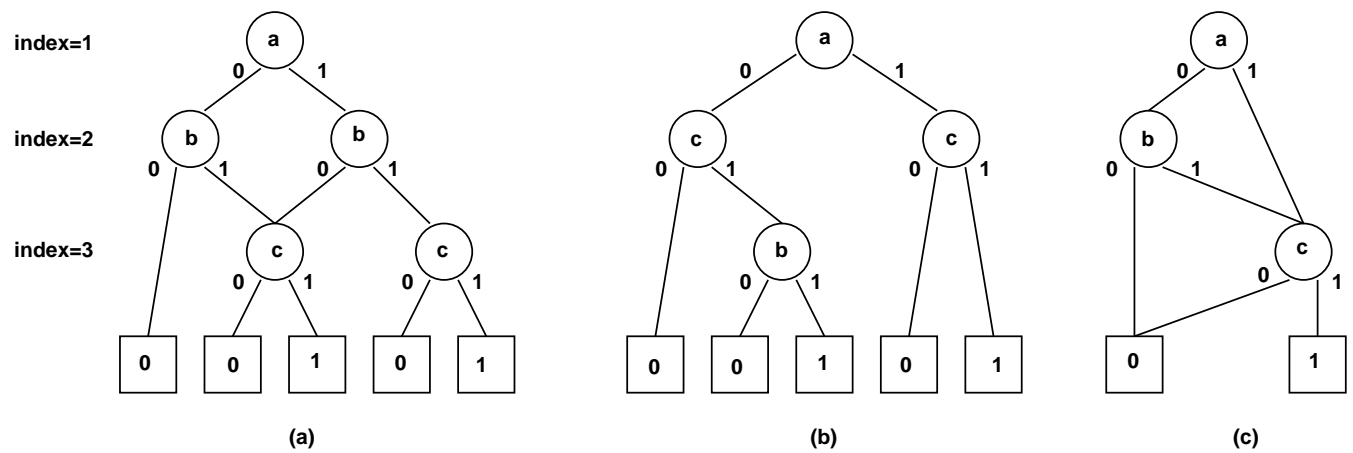 index=1 a a a
0 1 0 1 0 1
index=2 b b c c b
0 1 0 1 0 1 0 1 0 1
index=3 c c b c
0 1 0 1 0 1 0 1
0 0 1 0 1 0 0 1 0 1 0 1
(a) (b) (c)